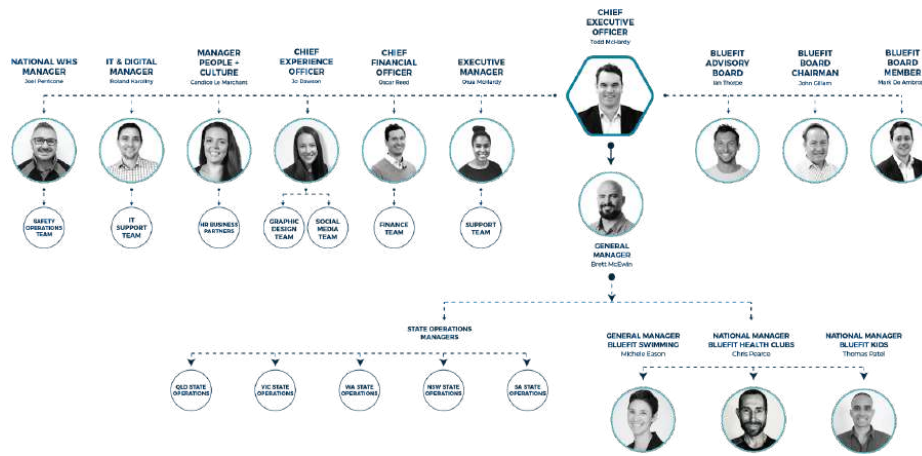 CHIEF
EXECUTIVE
OFFICER
Todd McHardy
NATIONAL WHS
MANAGER
Joel Perricone
IT & DIGITAL
MANAGER
Roland Karolinly
MANAGER
PEOPLE +
CULTURE
Candice Le Marchant
CHIEF
EXPERIENCE
OFFICER
Jo Dawson
CHIEF
FINANCIAL
OFFICER
Oscar Reed
EXECUTIVE
MANAGER
McHardy
BLUEFIT
ADVISORY
BOARD
Ian Thorpe
BLUEFIT
BOARD
CHAIRMAN
John Gillam
BLUEFIT
BOARD
MEMBER
Mark De Ambro
SAFETY
OPERATIONS
TEAM
IT
SUPPORT
TEAM
HR BUSINESS
PARTNERS
GRAPHIC
DESIGN
TEAM
SOCIAL
MEDIA
TEAM
FINANCE
TEAM
SUPPORT
TEAM
GENERAL
MANAGER
Brett McEwin
STATE OPERATIONS
MANAGERS
GENERAL MANAGER
BLUEFIT SWIMMING
Michele Eason
NATIONAL MANAGER
BLUEFIT HEALTH CLUBS
Chris Pearce
NATIONAL MANAGER
BLUEFIT KIDS
Thomas Patel
QLD STATE
OPERATIONS
VIC STATE
OPERATIONS
WA STATE
OPERATIONS
NSW STATE
OPERATIONS
SA STATE
OPERATIONS